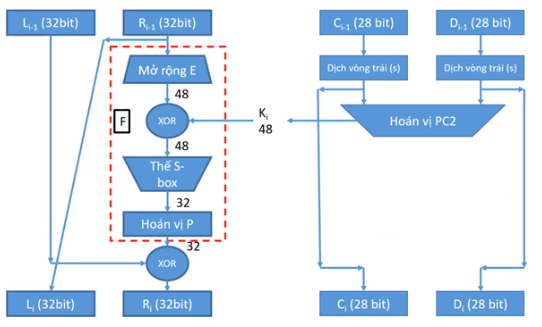 L i-1 (32bit)
R i-1 (32bit)
C i-1 (28 bit)
D i-1 (28 bit)
Mở rộng E
Dịch vòng trái (s)
Dịch vòng trái (s)
48
F
XOR
K i
48
Hoán vị PC2
48
Thế S-
box
32
Hoán vị P
32
XOR
L i (32bit)
R i (32bit)
C i (28 bit)
D i (28 bit)